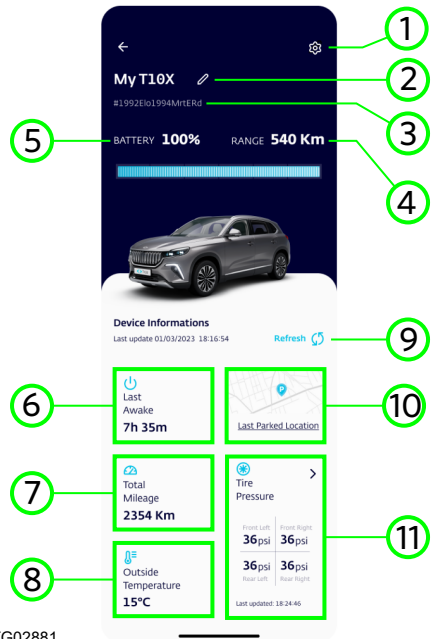 1
My T10X
2
#1992Elo1994MrtERd
3
5
BATTERY 100%
RANGE 540 Km
4
Device Informations
Last update 01/03/2023 18:16:54
Refresh
9
6
Last
Awake
7h 35m
Last Parked Location
10
7
Total
Mileage
2354 Km
Tire
Pressure
Front Left Front Right
36psi 36psi
36psi 36psi
Rear Left Rear Right
Last updated: 18:24:46
11
8
Outside
Temperature
15°C